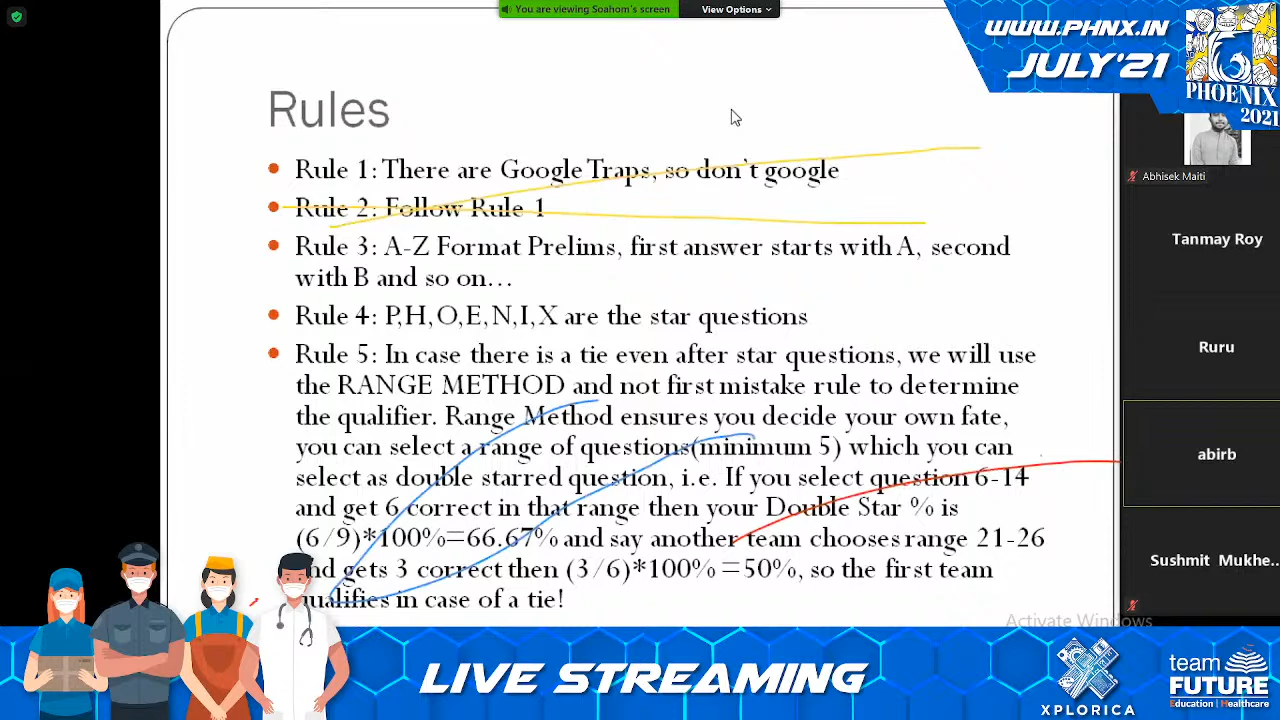 You are viewing Soahom's screen
View Options
WWW.PHNX.IN
JULY'21
PHOENIX
2021
Rules
Rule 1: There are Google Traps, so don't google
Rule 2: Follow Rule 1
Rule 3: A-Z Format Prelims, first answer starts with A, second
with B and so on...
Rule 4: P,H,O,E,N,I,X are the star questions
Rule 5: In case there is a tie even after star questions, we will use
the RANGE METHOD and not first mistake rule to determine
the qualifier. Range Method ensures you decide your own fate,
you can select a range of questions(minimum 5) which you can
select as double starred question, i.e. If you select question 6-14
and get 6 correct in that range then your Double Star % is
(6/9)*100%=66.67% and say another team chooses range 21-26
and gets 3 correct then (3/6)*100% =50%, so the first team
qualifies in case of a tie!
Abhisek Maiti
Tanmay Roy
Ruru
abirb
Sushmit Mukhe...
Activate Windows
LIVE STREAMING
XPLORICA
team
FUTURE
Education | Healthcare